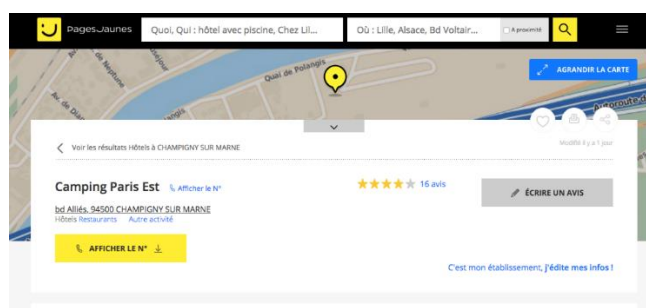 PagesJaunes
Quoi, Qui : hôtel avec piscine, Chez Lil...
Où : Lille, Alsace, Bd Voltair...
A proximité
Quai de Polangis
AGRANDIR LA CARTE
Autoroute d
Voir les résultats Hôtels à CHAMPIGNY SUR MARNE
Modifié il y a 1 jour
Camping Paris Est
Afficher le N°
16 avis
ÉCRIRE UN AVIS
bd Alliés, 94500 CHAMPIGNY SUR MARNE
Hôtels Restaurants Autre activité
AFFICHER LE N°
C'est mon établissement, j'édite mes infos !